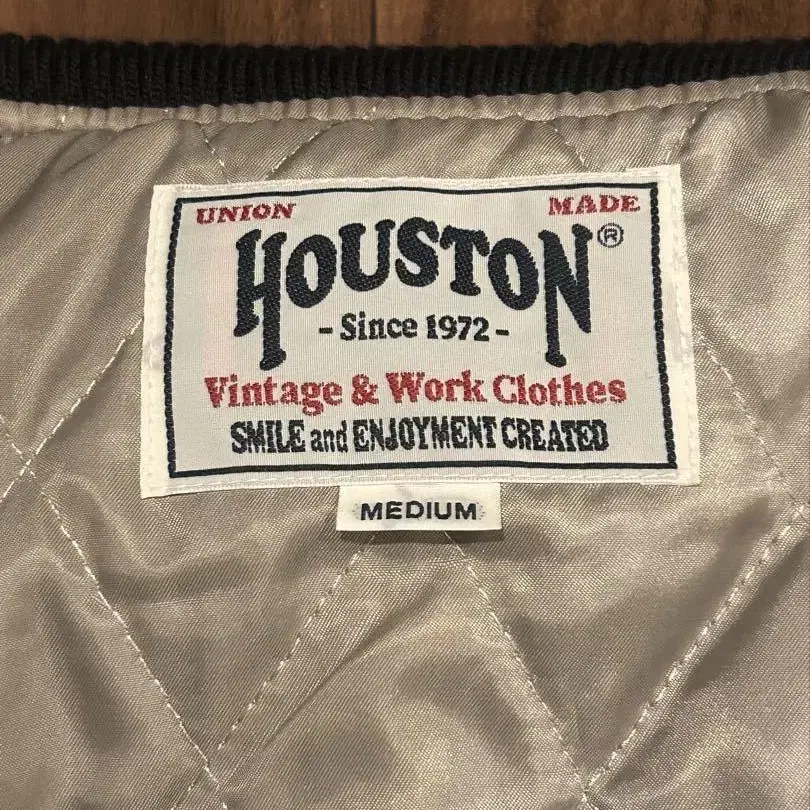 UNION MADE
HOUSTON®
- Since 1972 -
Vintage & Work Clothes
SMILE and ENJOYMENT CREATED
MEDIUM